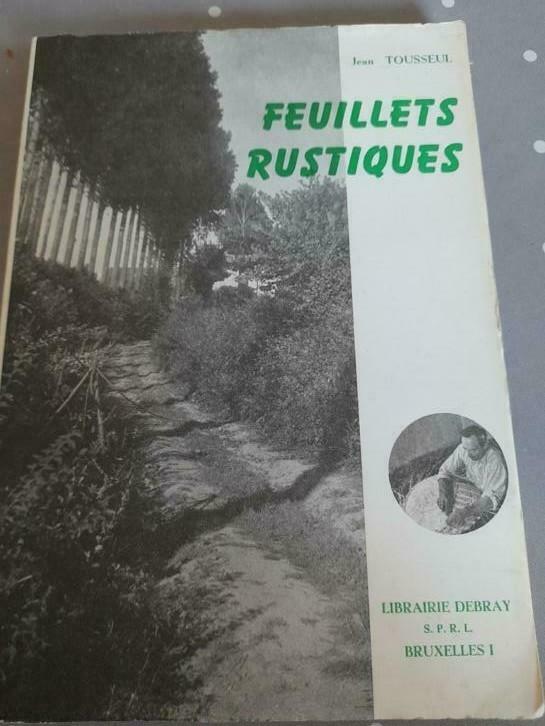 Jean TOUSSEUL
FEUILLETS
RUSTIQUES
LIBRAIRIE DEBRAY
S. P. R. L.
BRUXELLES I